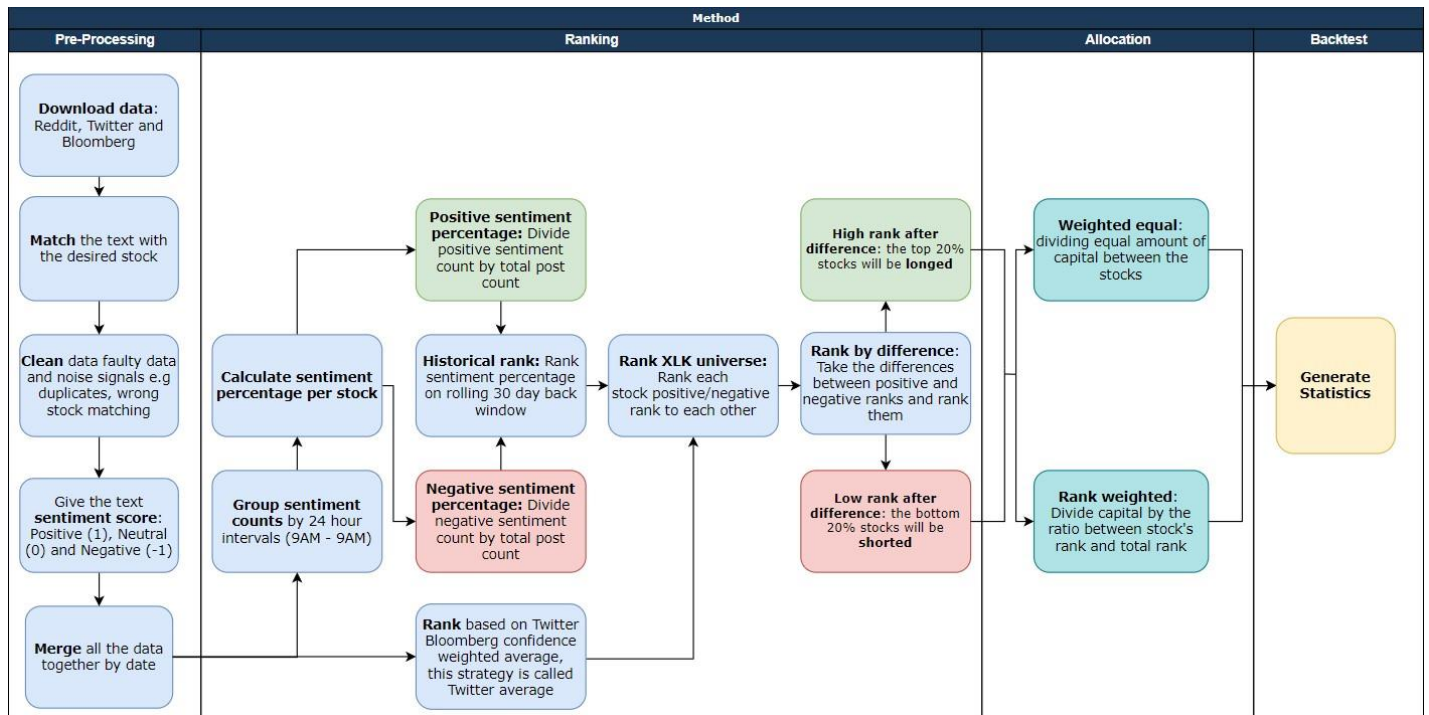 Method
Pre-Processing
Ranking
Allocation
Backtest
Download data:
Reddit, Twitter and
Bloomberg
Match the text with
the desired stock
Clean data faulty data
and noise signals e.g
duplicates, wrong
stock matching
Give the text
sentiment score:
Positive (1), Neutral
(0) and Negative (-1)
Merge all the data
together by date
Group sentiment
counts by 24 hour
intervals (9AM - 9AM)
Calculate sentiment
percentage per stock
Positive sentiment
percentage: Divide
positive sentiment
count by total post
count
Historical rank: Rank
sentiment percentage
on rolling 30 day back
window
Negative sentiment
percentage: Divide
negative sentiment
count by total post
count
Rank based on Twitter
Bloomberg confidence
weighted average,
this strategy is called
Twitter average
Rank XLK universe:
Rank each
stock positive/negative
rank to each other
High rank after
difference: the top 20%
stocks will be longed
Rank by difference:
Take the differences
between positive and
negative ranks and rank
them
Low rank after
difference: the bottom
20% stocks will be
shorted
Weighted equal:
dividing equal amount of
capital between the
stocks
Rank weighted:
Divide capital by the
ratio between stock's
rank and total rank
Generate
Statistics